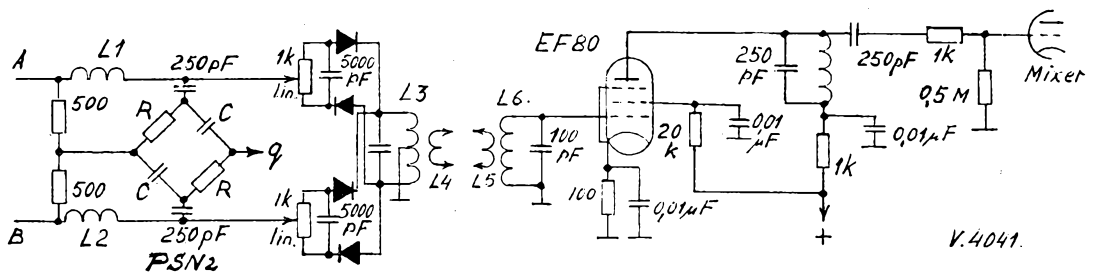 A
L1
250pF
500
R
C
q
500
C
R
B
L2
250pF
PSN2
1k
lin.
5000
pF
1k
lin.
5000
pF
L3
L4
L5
L6.
100
pF
EF80
100
0,01µF
20
k
0,01
µF
250
pF
1k
0,01µF
+
250pF
1k
0,5M
Mixer
V.4041.